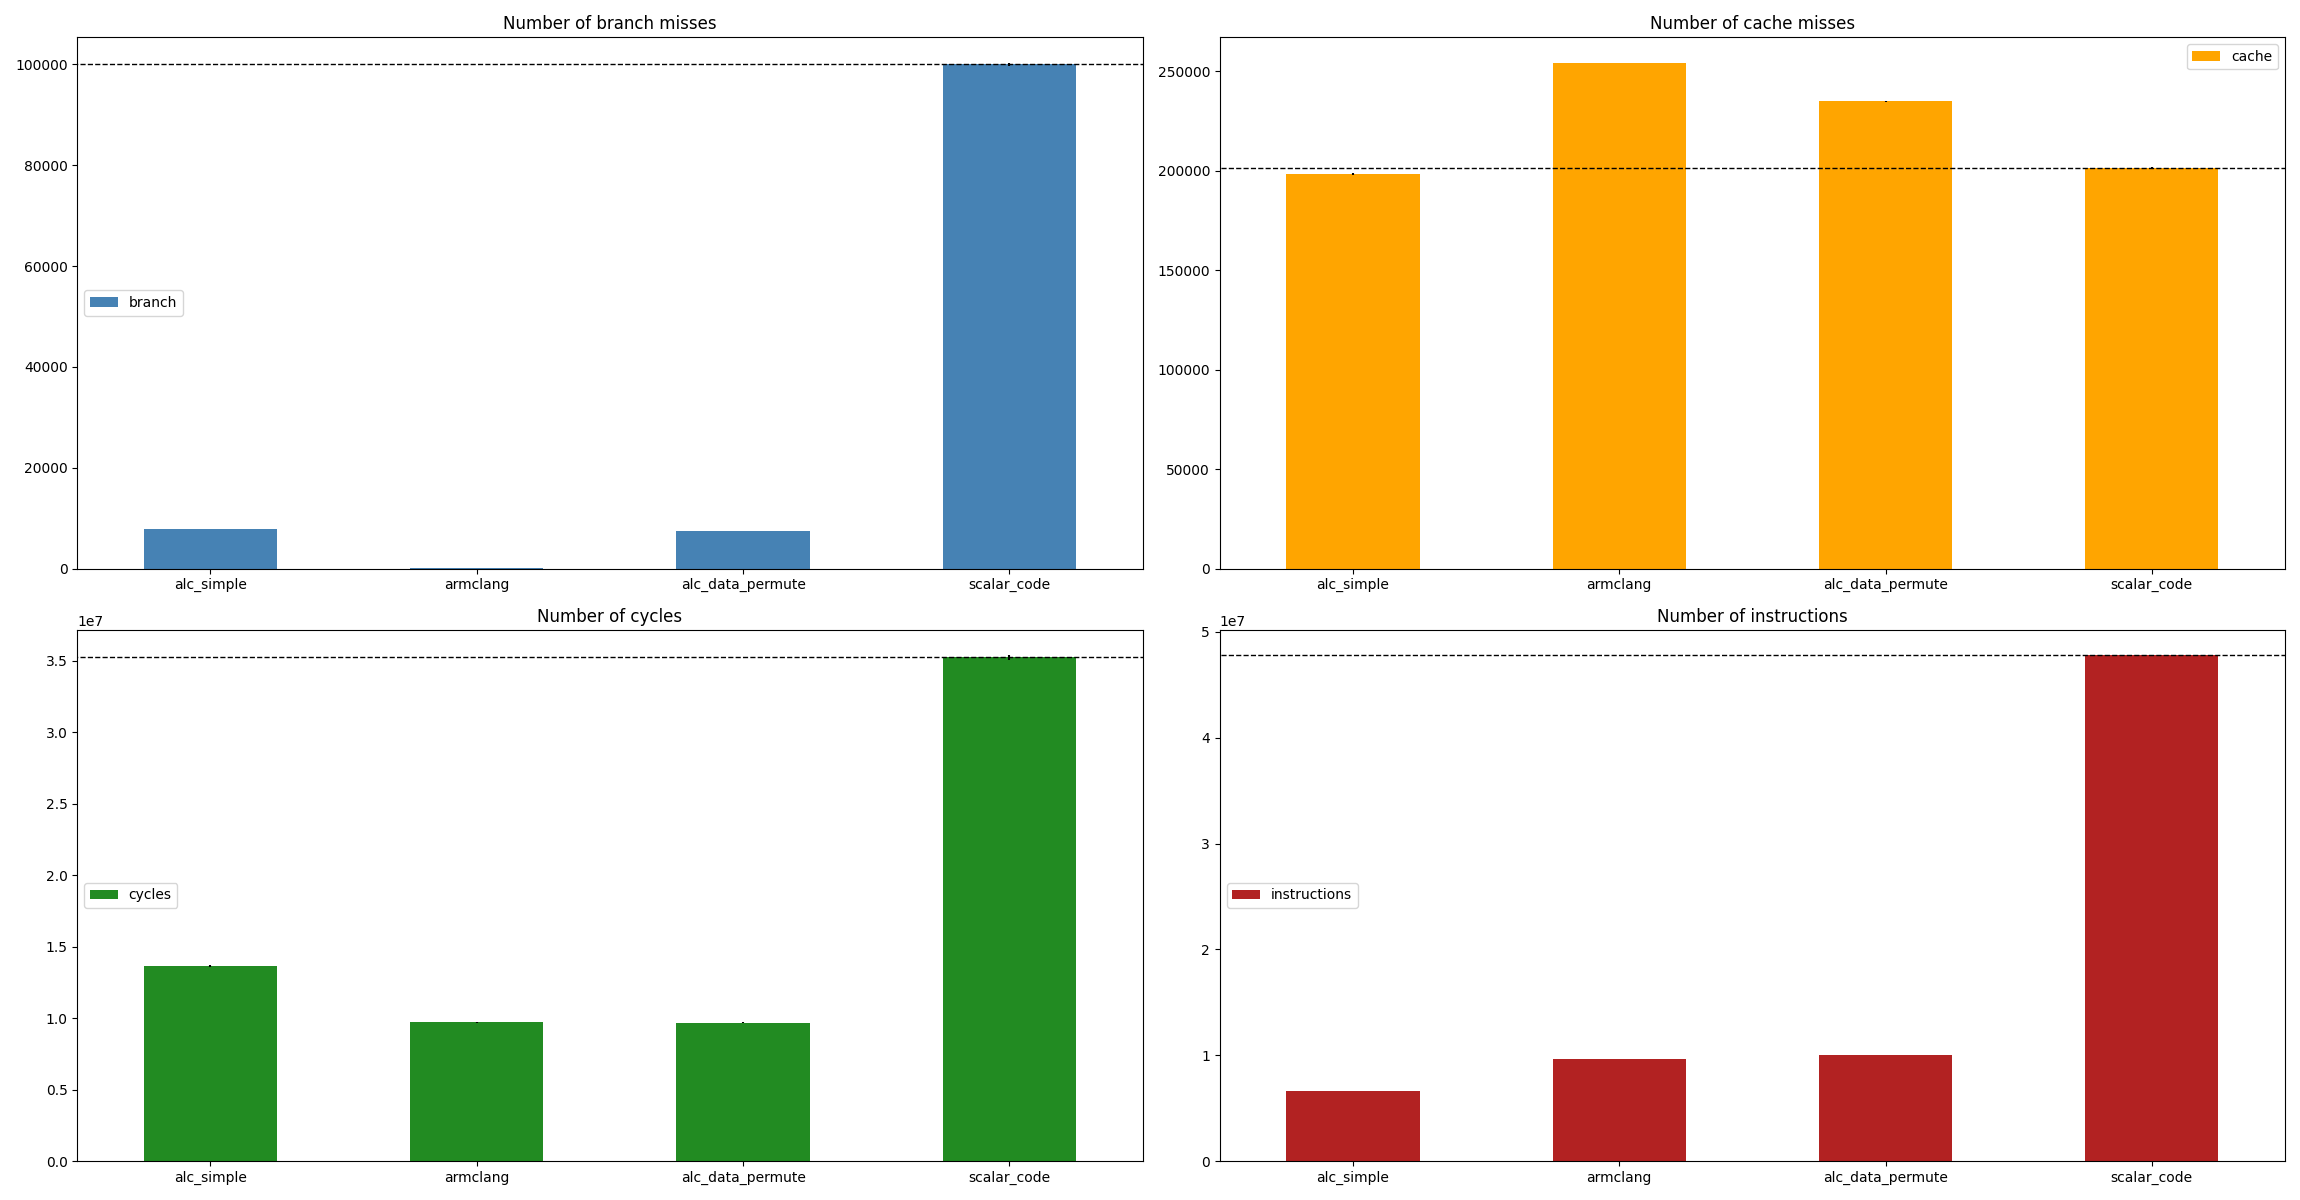 Number of branch misses
100000
80000
60000
40000
20000
0
branch
alc_simple armclang alc_data_permute scalar_code
Number of cache misses
250000
200000
150000
100000
50000
0
cache
alc_simple armclang alc_data_permute scalar_code
Number of cycles
1e7
3.5
3.0
2.5
2.0
1.5
1.0
0.5
0.0
cycles
alc_simple armclang alc_data_permute scalar_code
Number of instructions
1e7
5
4
3
2
1
0
instructions
alc_simple armclang alc_data_permute scalar_code